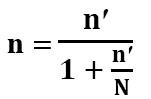 n = n′ / (1 + n′/N)